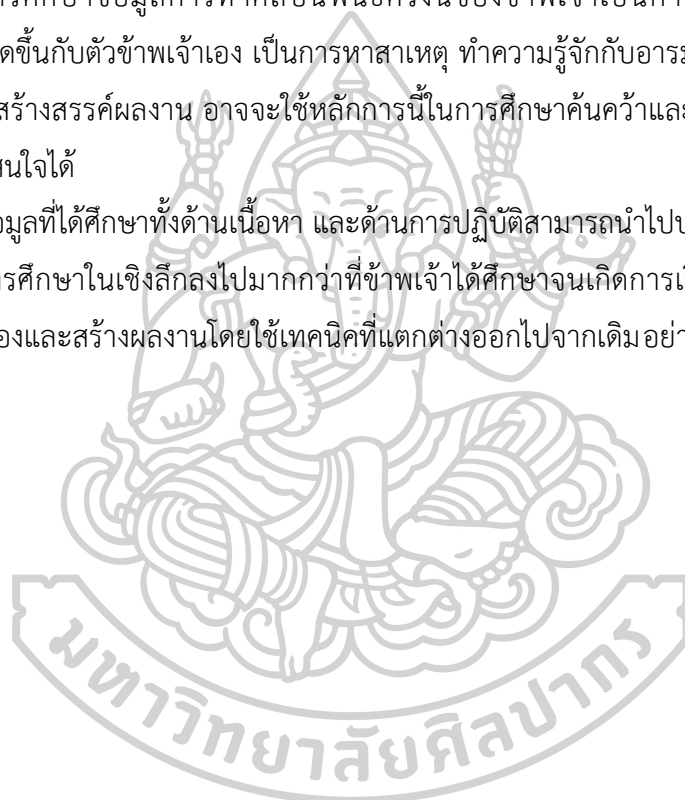 ดขึ้นกับตัวข้าพเจ้าเอง เป็นการหาสาเหตุ ทำความรู้จักกับอารม
สร้างสรรค์ผลงาน อาจจะใช้หลักการนี้ในการศึกษาค้นคว้าและ
สนใจได้
อมูลที่ได้ศึกษาทั้งด้านเนื้อหา และด้านการปฏิบัติสามารถนำไปป
ารศึกษาในเชิงลึกลงไปมากกว่าที่ข้าพเจ้าได้ศึกษาจนเกิดการเ
องและสร้างผลงานโดยใช้เทคนิคที่แตกต่างออกไปจากเดิมอย่า
มหาวิทยาลัยศิลปากร